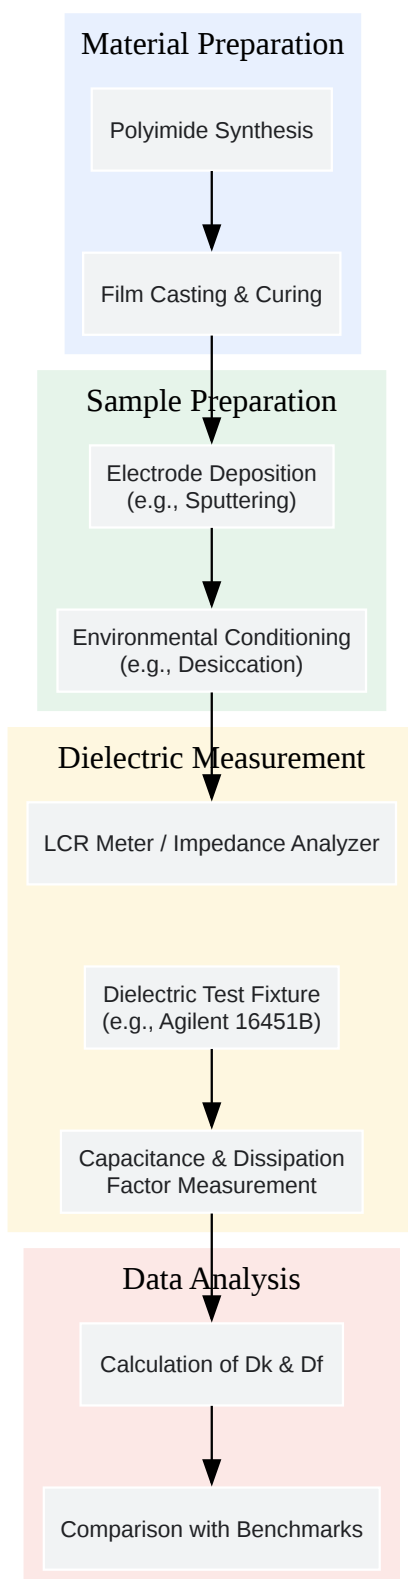 Material Preparation
Polyimide Synthesis
Film Casting & Curing
Sample Preparation
Electrode Deposition
(e.g., Sputtering)
Environmental Conditioning
(e.g., Desiccation)
Dielectric Measurement
LCR Meter / Impedance Analyzer
Dielectric Test Fixture
(e.g., Agilent 16451B)
Capacitance & Dissipation
Factor Measurement
Data Analysis
Calculation of Dk & Df
Comparison with Benchmarks